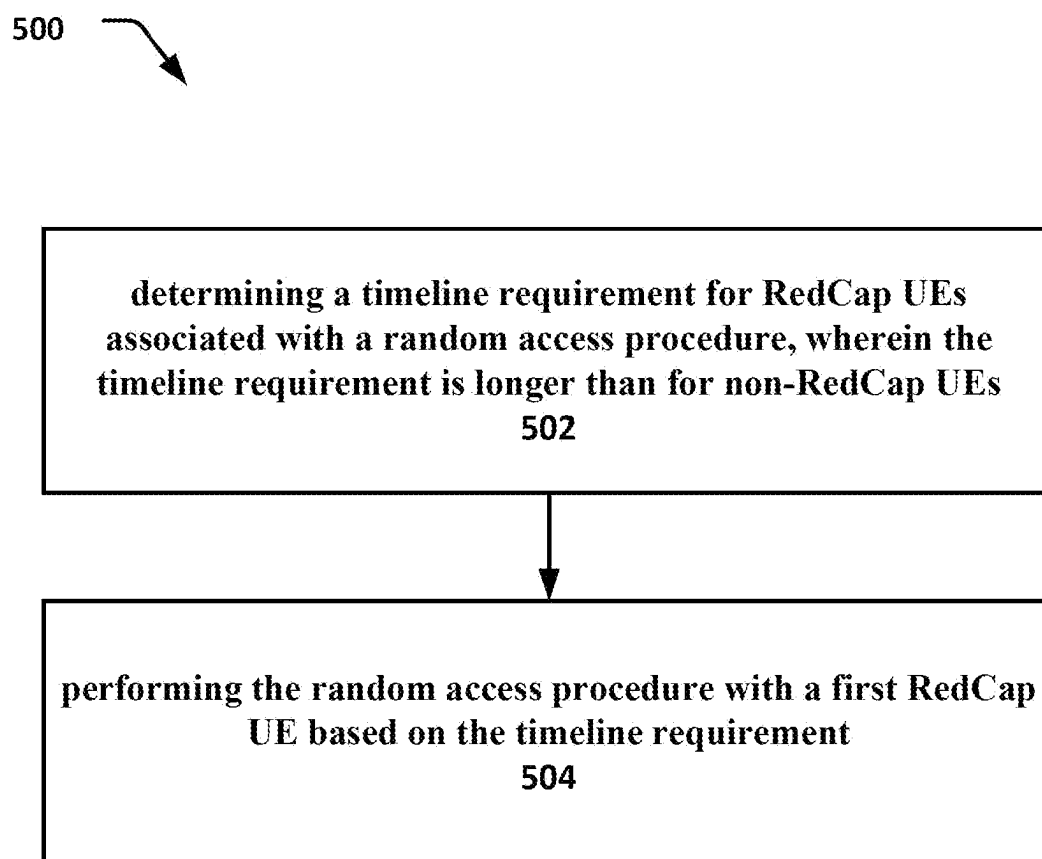 500
determining a timeline requirement for RedCap UEs
associated with a random access procedure, wherein the
timeline requirement is longer than for non-RedCap UEs
502
performing the random access procedure with a first RedCap
UE based on the timeline requirement
504